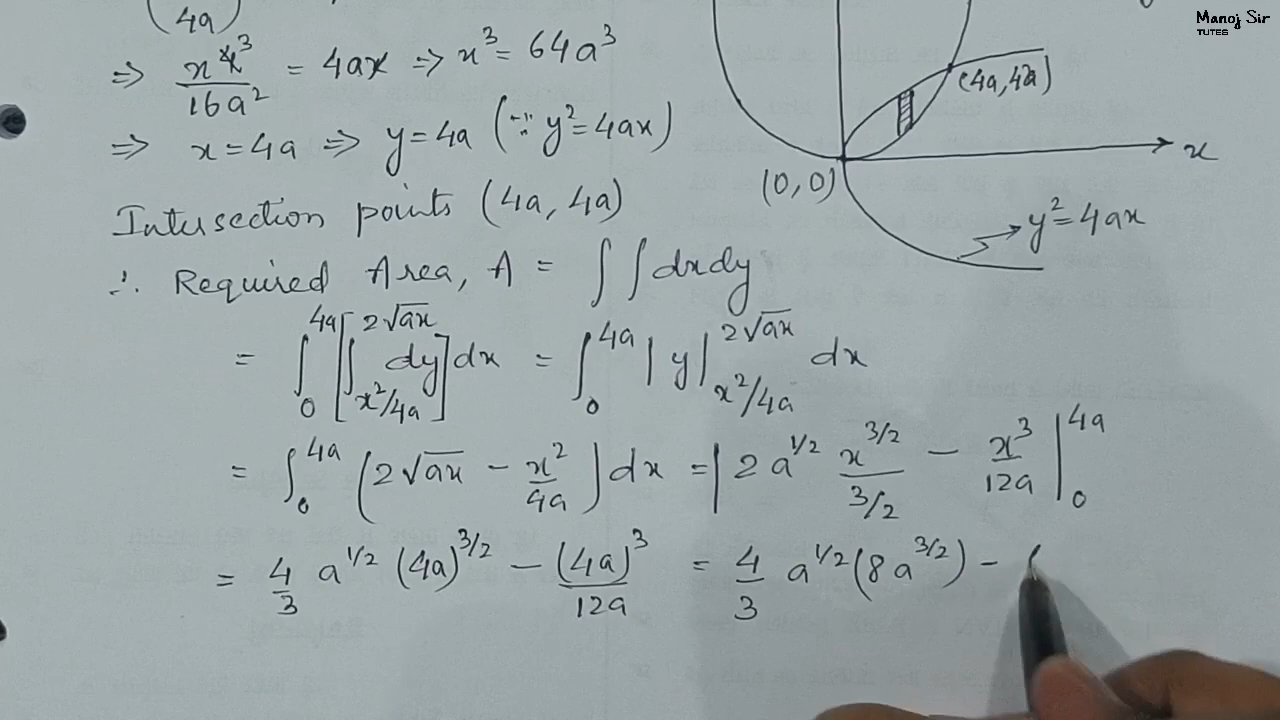 Manoj Sir
TUTES
(4a)
⇒ x⁴³/16a² = 4ax ⇒ x³ = 64a³
⇒ x = 4a ⇒ y = 4a (∵ y² = 4ax)
Intersection points (4a, 4a)
∴ Required Area, A = ∫∫ dxdy
= ∫₀^4a [∫_{x²/4a}^{2√ax} dy] dx = ∫₀^4a |y|_{x²/4a}^{2√ax} dx
= ∫₀^4a (2√ax − x²/4a) dx = |2a^1/2 x^3/2/3/2 − x³/12a|₀^4a
= 4/3 a^1/2 (4a)^3/2 − (4a)³/12a = 4/3 a^1/2 (8a^3/2) −
(4a, 4a)
x
(0, 0)
y² = 4ax